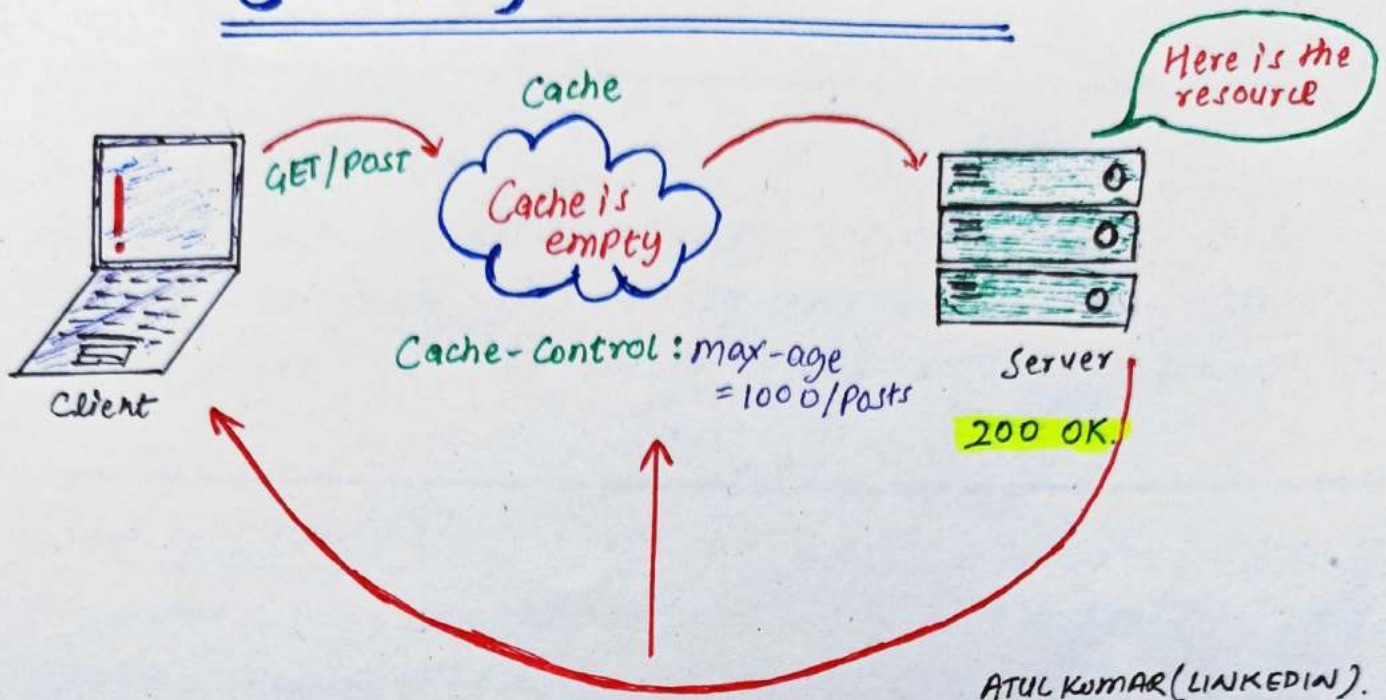 Cache
Here is the
resource
GET/POST
Cache is
empty
Cache-Control: max-age
= 1000/Posts
Client
Server
200 OK.
ATUL KUMAR (LINKEDIN).